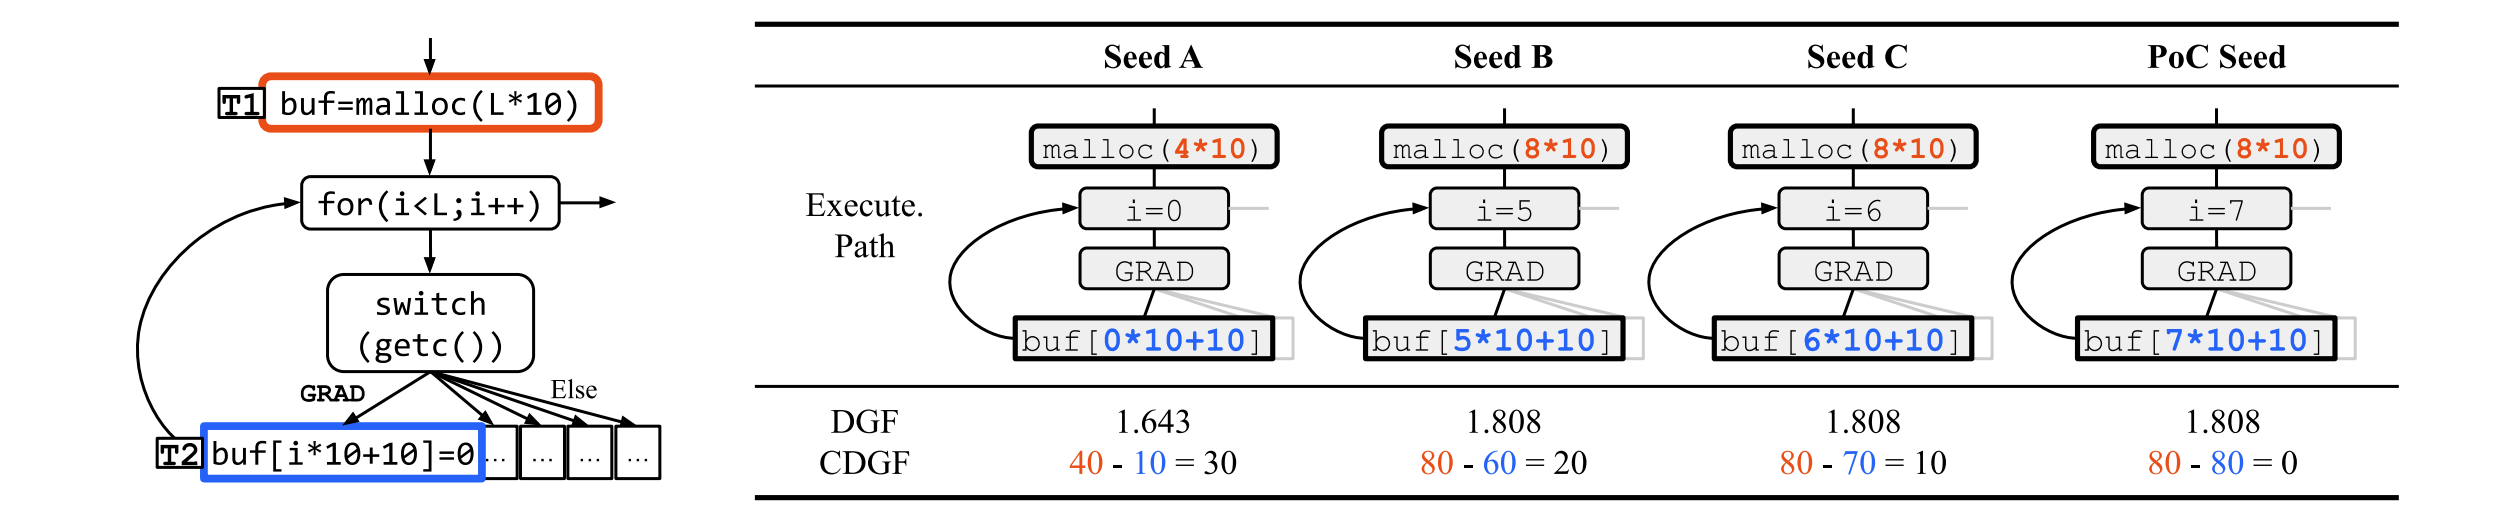 T1 buf=malloc(L*10)
for(i<L;i++)
switch
(get())
GRAD
Else
T2 buf[i*10+10]=0 ... ... ... ...
Seed A Seed B Seed C PoC Seed
Execute.
Path
malloc(4*10) malloc(8*10) malloc(8*10) malloc(8*10)
i=0 i=5 i=6 i=7
GRAD GRAD GRAD GRAD
buf[0*10+10] buf[5*10+10] buf[6*10+10] buf[7*10+10]
DGF 1.643 1.808 1.808 1.808
CDGF 40 - 10 = 30 80 - 60 = 20 80 - 70 = 10 80 - 80 = 0